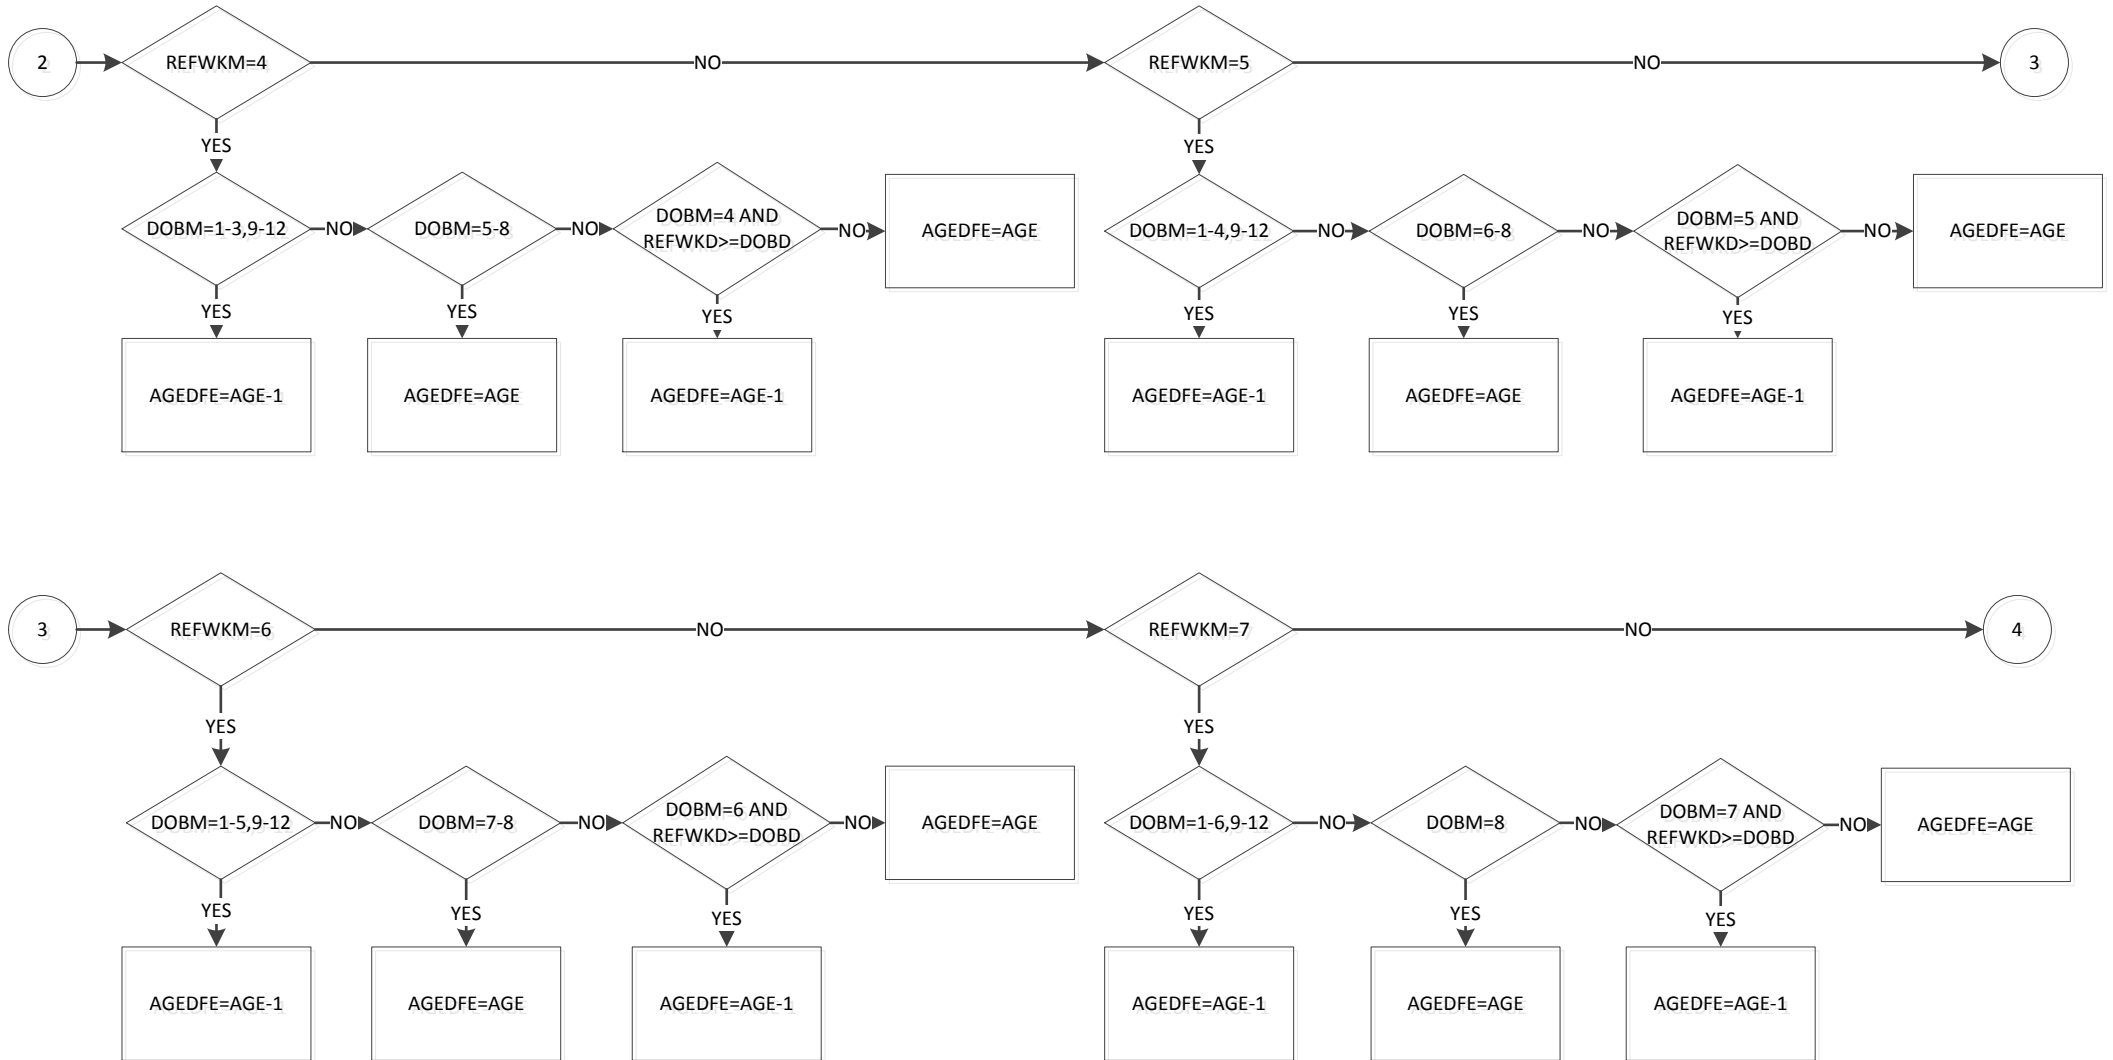 2
REFWKM=4
NO
REFWKM=5
NO
3
YES
YES
DOBM=1-3,9-12
NO
DOBM=5-8
NO
DOBM=4 AND
REFWKD>=DOBD
NO
AGEDFE=AGE
DOBM=1-4,9-12
NO
DOBM=6-8
NO
DOBM=5 AND
REFWKD>=DOBD
NO
AGEDFE=AGE
YES
YES
YES
YES
YES
YES
AGEDFE=AGE-1
AGEDFE=AGE
AGEDFE=AGE-1
AGEDFE=AGE-1
AGEDFE=AGE
AGEDFE=AGE-1
3
REFWKM=6
NO
REFWKM=7
NO
4
YES
YES
DOBM=1-5,9-12
NO
DOBM=7-8
NO
DOBM=6 AND
REFWKD>=DOBD
NO
AGEDFE=AGE
DOBM=1-6,9-12
NO
DOBM=8
NO
DOBM=7 AND
REFWKD>=DOBD
NO
AGEDFE=AGE
YES
YES
YES
YES
YES
YES
AGEDFE=AGE-1
AGEDFE=AGE
AGEDFE=AGE-1
AGEDFE=AGE-1
AGEDFE=AGE
AGEDFE=AGE-1